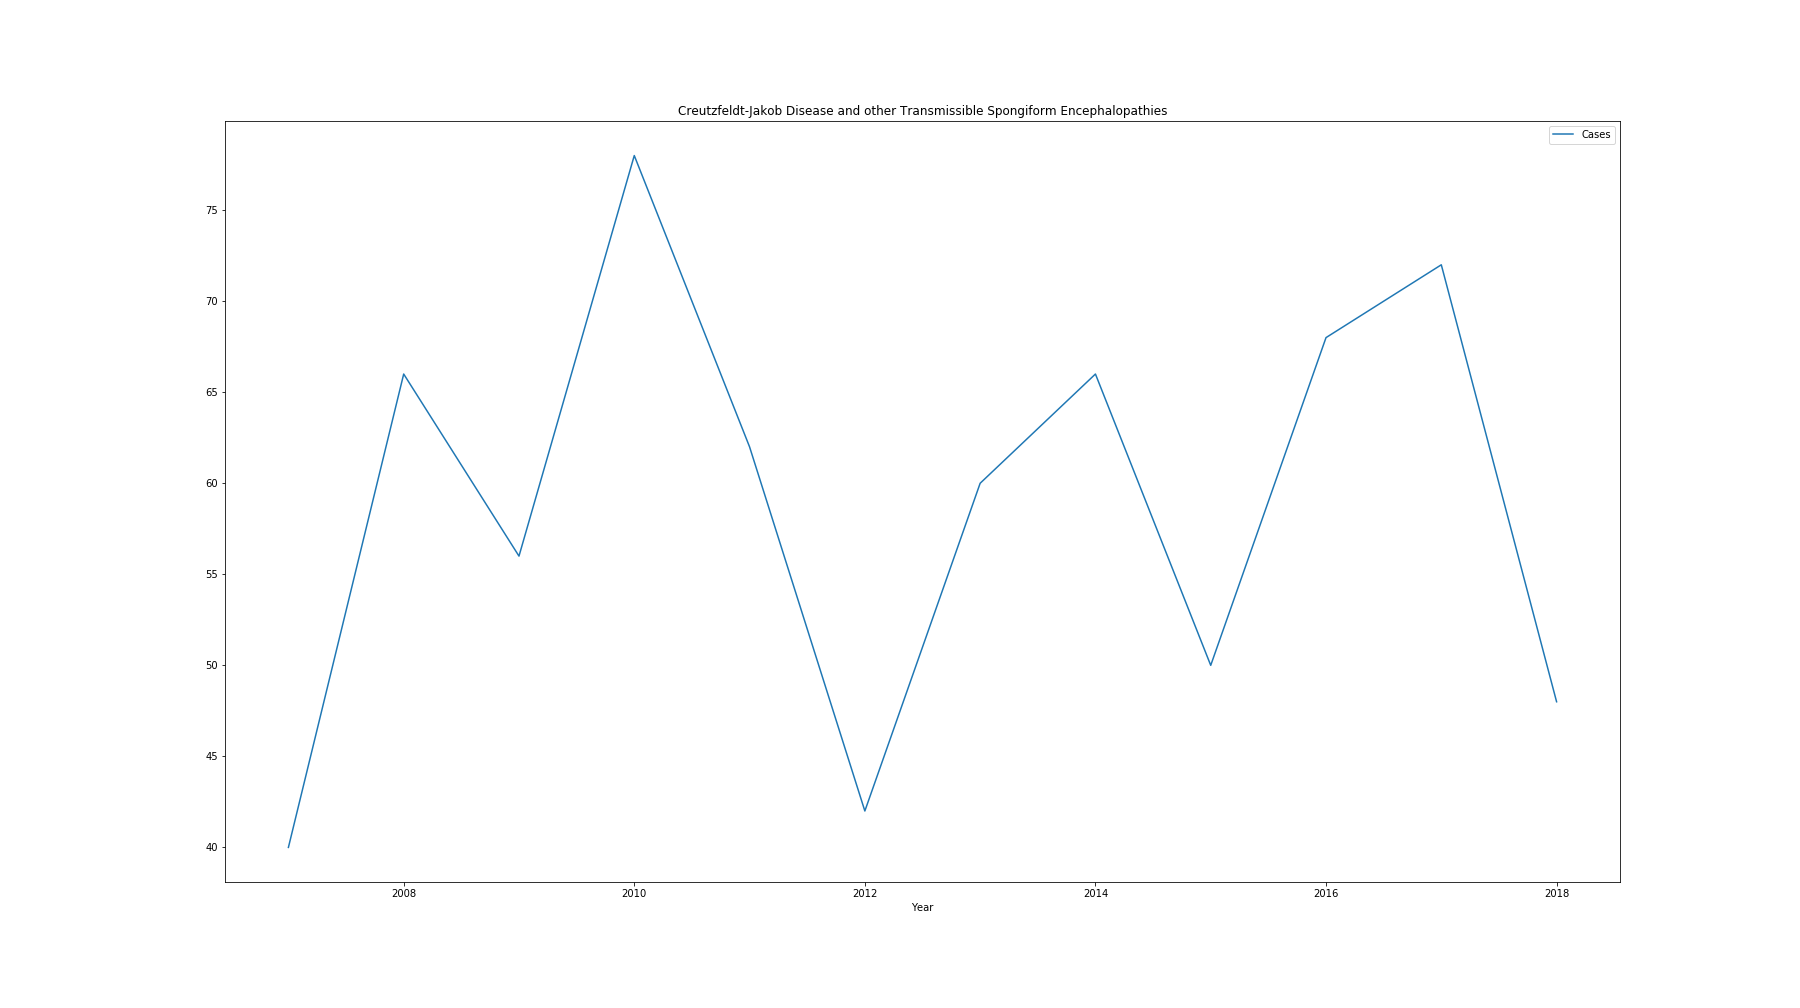 Creutzfeldt-Jakob Disease and other Transmissible Spongiform Encephalopathies
Cases
75
70
65
60
55
50
45
40
2008 2010 2012 2014 2016 2018
Year